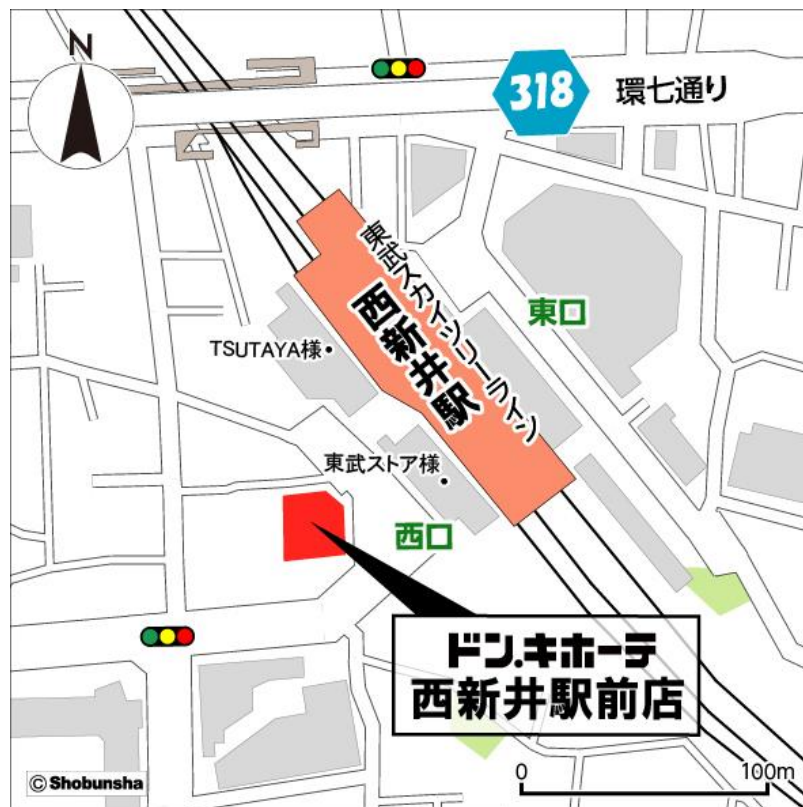 N
318
環七通り
東武スカイツリーライン
西新井駅
東口
TSUTAYA様
東武ストア様
西口
ドン.キホーテ
西新井駅前店
© Shobunsha
0
100m